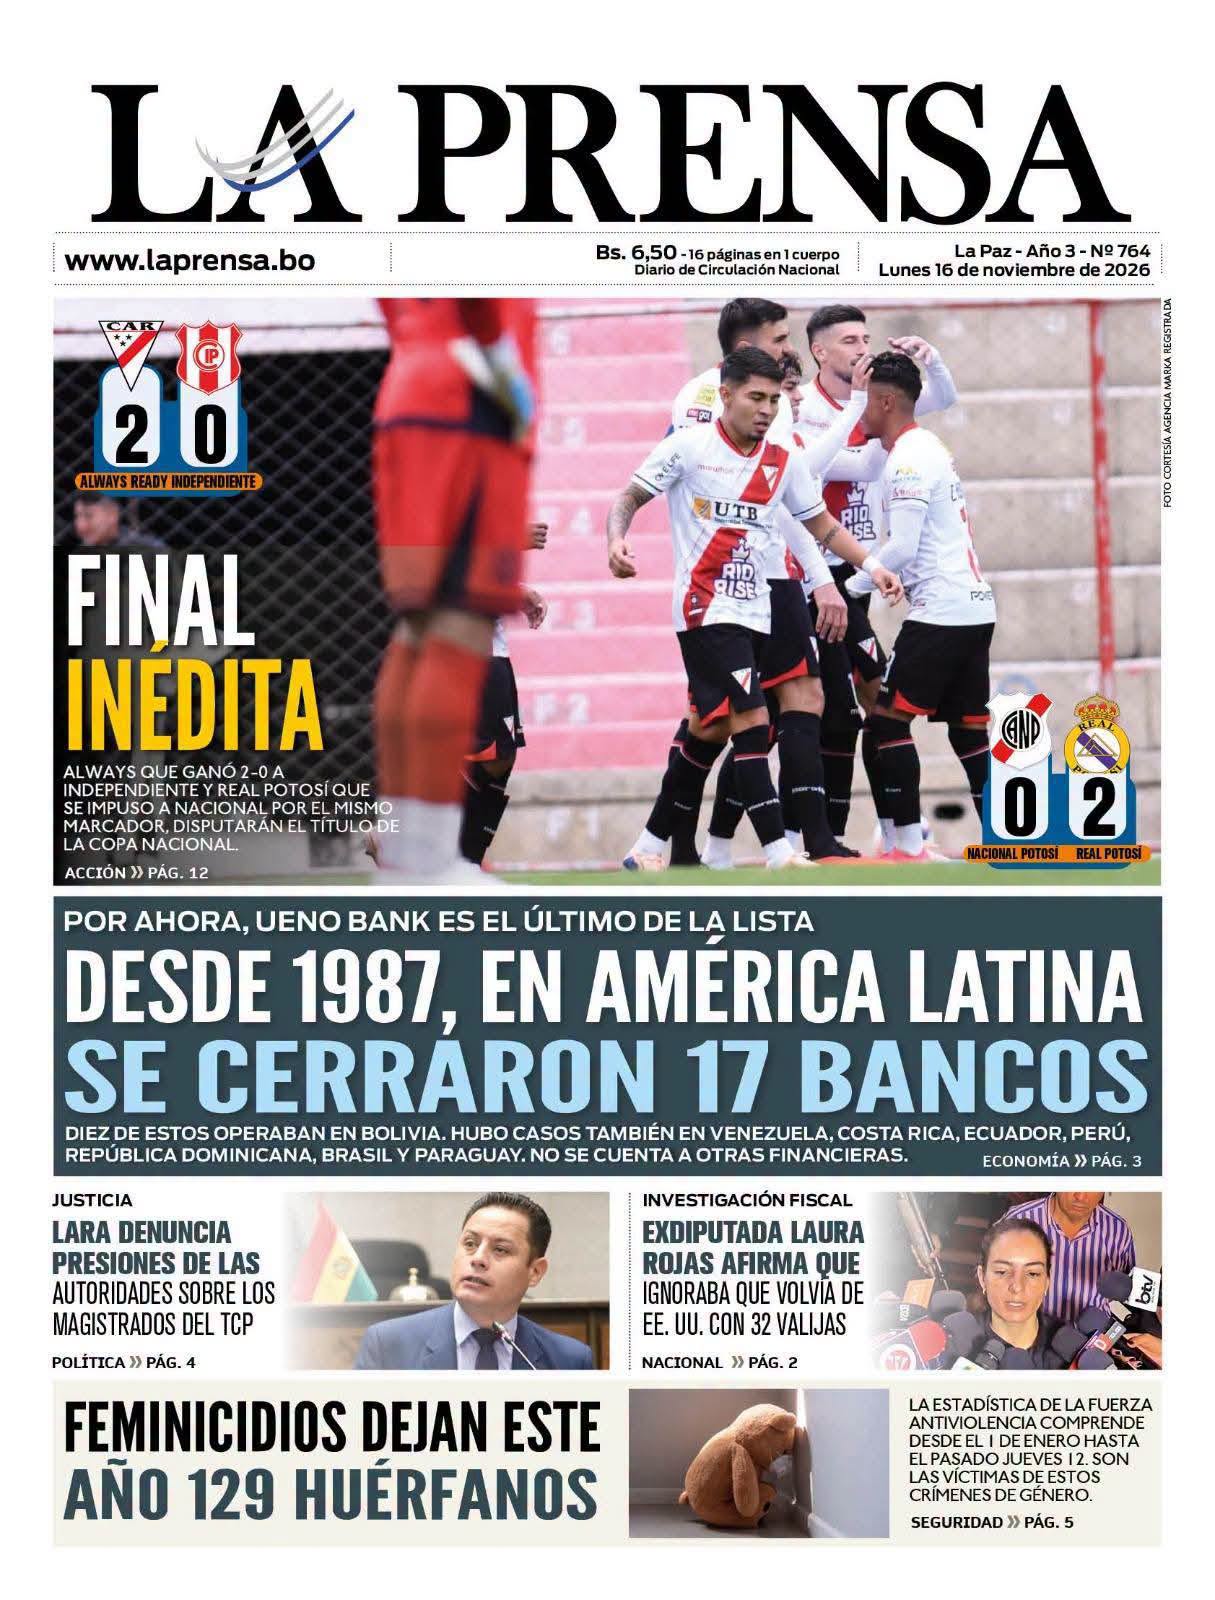 LA PRENSA
www.laprensa.bo
Bs. 6,50 - 16 páginas en 1 cuerpo
Diario de Circulación Nacional
La Paz - Año 3 - Nº 764
Lunes 16 de noviembre de 2026
FOTO CORTESÍA AGENCIA MARKA REGISTRADA
CAR
CIP
2 0
ALWAYS READY INDEPENDIENTE
UTB
RIO
RISE
RIO
RISE
FINAL
INÉDITA
ALWAYS QUE GANÓ 2-0 A
INDEPENDIENTE Y REAL POTOSÍ QUE
SE IMPUSO A NACIONAL POR EL MISMO
MARCADOR, DISPUTARÁN EL TÍTULO DE
LA COPA NACIONAL.
ACCIÓN » PÁG. 12
F 2
CANP
REAL
0 2
NACIONAL POTOSÍ REAL POTOSÍ
POR AHORA, UENO BANK ES EL ÚLTIMO DE LA LISTA
DESDE 1987, EN AMÉRICA LATINA
SE CERRARON 17 BANCOS
DIEZ DE ESTOS OPERABAN EN BOLIVIA. HUBO CASOS TAMBIÉN EN VENEZUELA, COSTA RICA, ECUADOR, PERÚ,
REPÚBLICA DOMINICANA, BRASIL Y PARAGUAY. NO SE CUENTA A OTRAS FINANCIERAS.
ECONOMÍA » PÁG. 3
JUSTICIA
LARA DENUNCIA
PRESIONES DE LAS
AUTORIDADES SOBRE LOS
MAGISTRADOS DEL TCP
POLÍTICA » PÁG. 4
INVESTIGACIÓN FISCAL
EXDIPUTADA LAURA
ROJAS AFIRMA QUE
IGNORABA QUE VOLVÍA DE
EE. UU. CON 32 VALIJAS
NACIONAL » PÁG. 2
btv
FEMINICIDIOS DEJAN ESTE
AÑO 129 HUÉRFANOS
LA ESTADÍSTICA DE LA FUERZA
ANTIVIOLENCIA COMPRENDE
DESDE EL 1 DE ENERO HASTA
EL PASADO JUEVES 12. SON
LAS VÍCTIMAS DE ESTOS
CRÍMENES DE GÉNERO.
SEGURIDAD » PÁG. 5